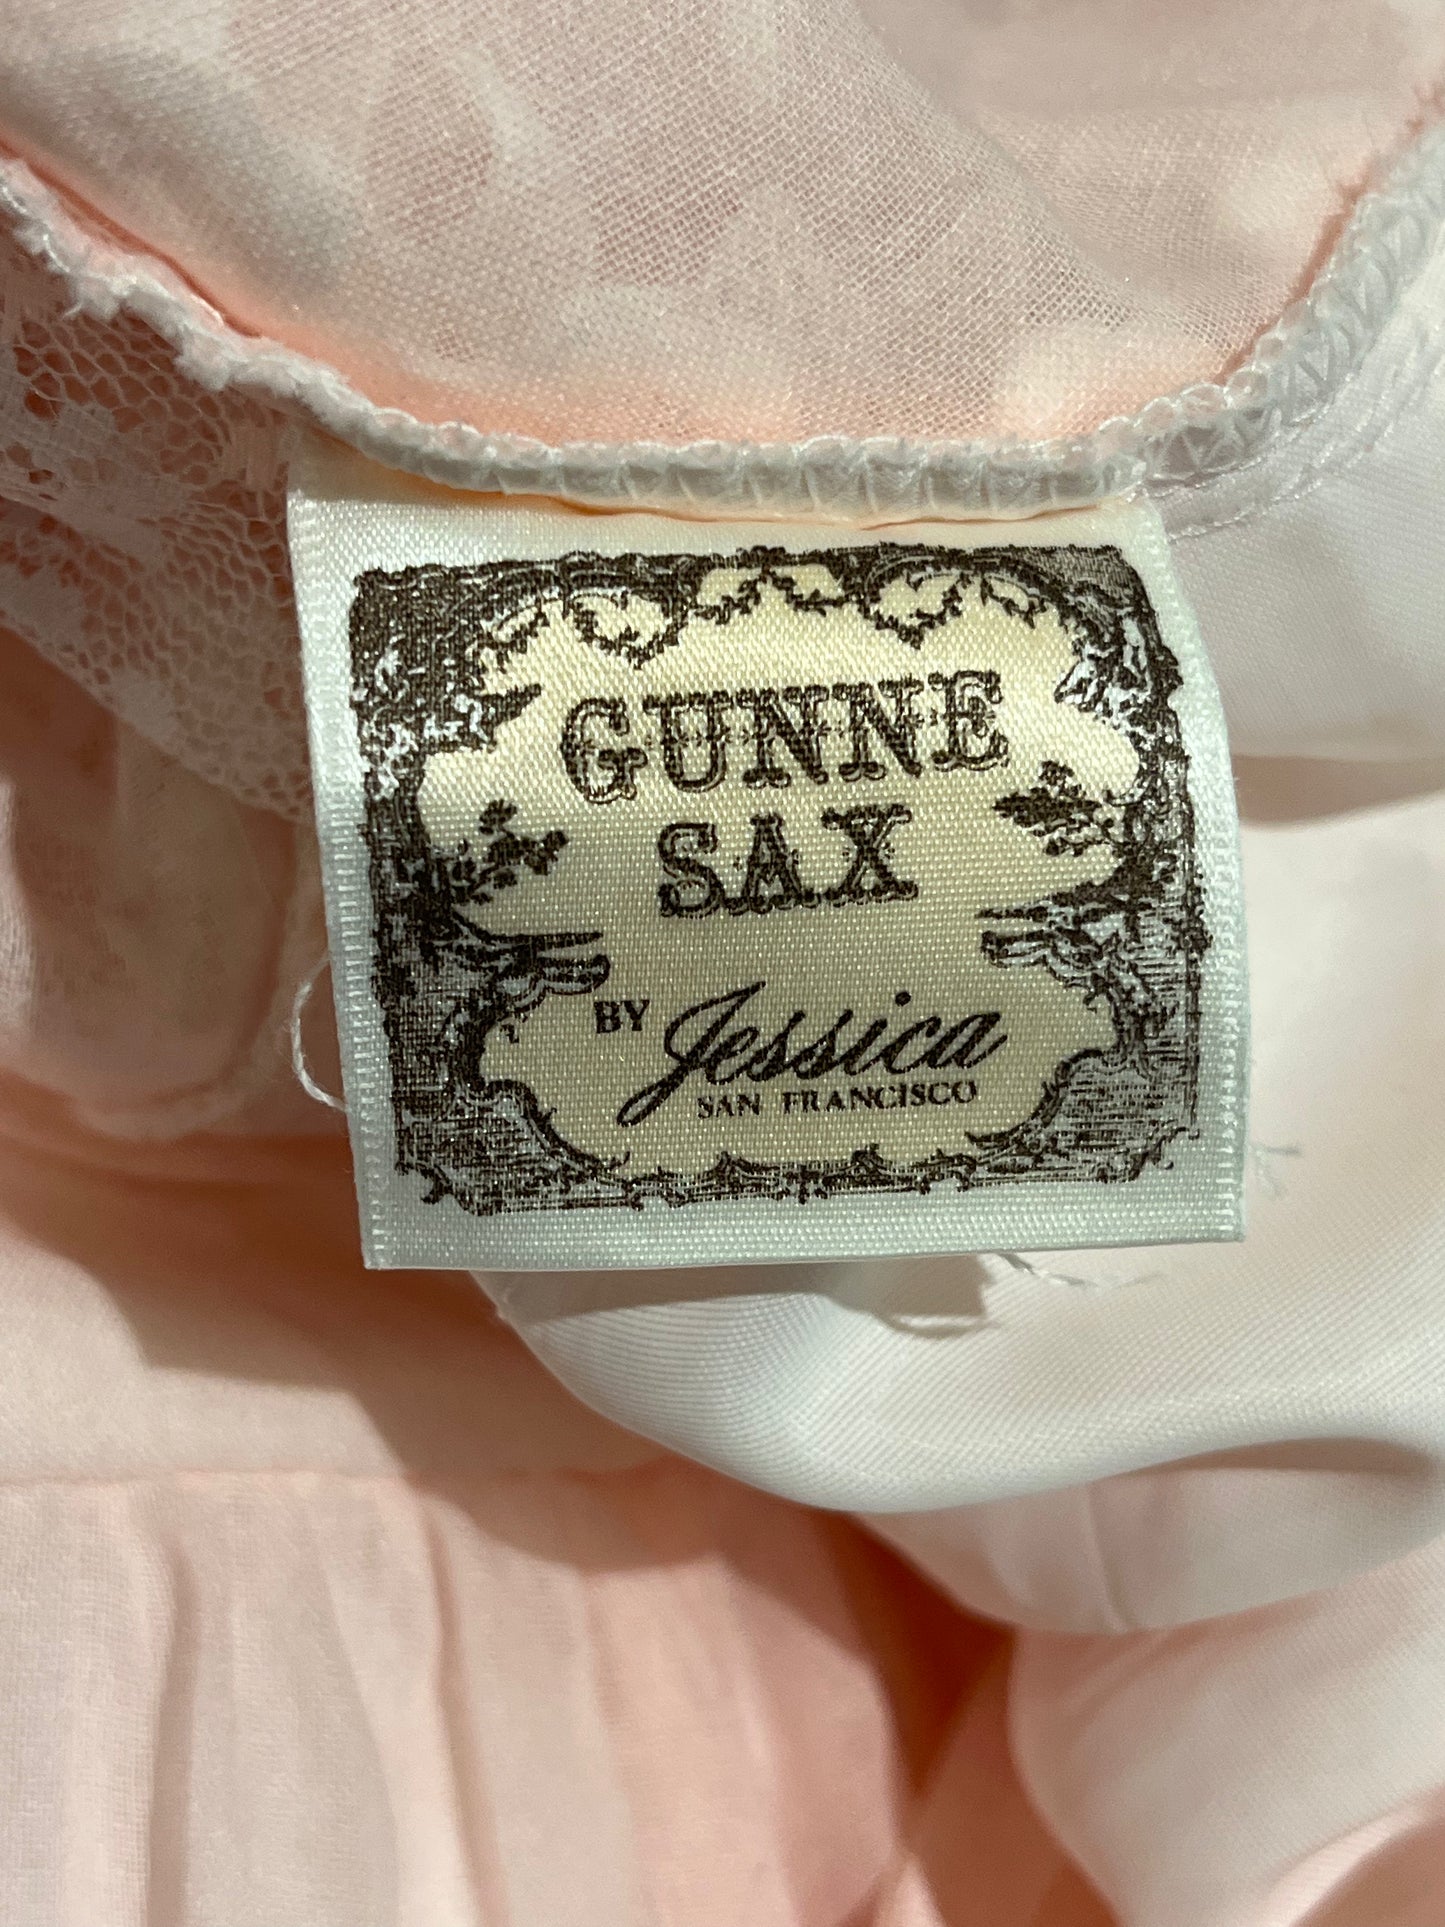 GUNNE
SAX
BY Jessica
SAN FRANCISCO